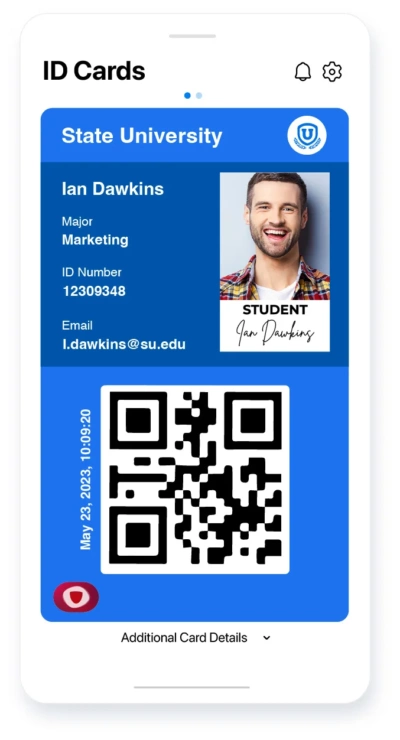 ID Cards
State University
U
Ian Dawkins
Major
Marketing
ID Number
12309348
Email
I.dawkins@su.edu
STUDENT
Ian Dawkins
May 23, 2023, 10:09:20
Additional Card Details